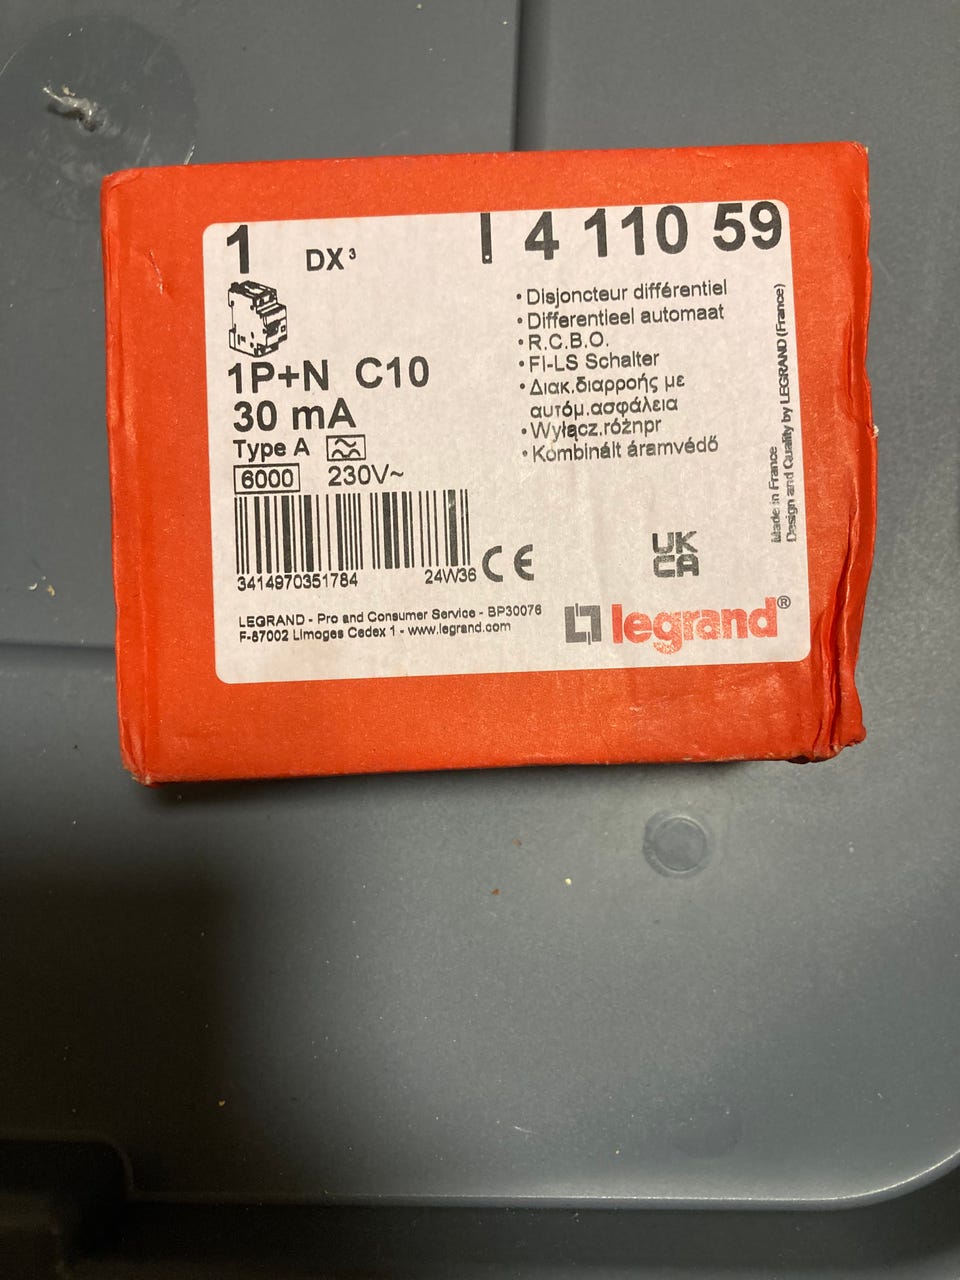 1 DX³ 4 110 59
• Disjoncteur différentiel
• Differentieel automaat
• R.C.B.O.
• FI-LS Schalter
• Διακ.διαρροής με
αυτόμ.ασφάλεια
• Wyłącz.różnpr
• Kombinált áramvédő
1P+N C10
30 mA
Type A
6000 230V~
3414970351784 24W36
CE
UK
CA
LEGRAND - Pro and Consumer Service - BP30076
F-87002 Limoges Cedex 1 - www.legrand.com
legrand®
Made in France
Design and Quality by LEGRAND (France)